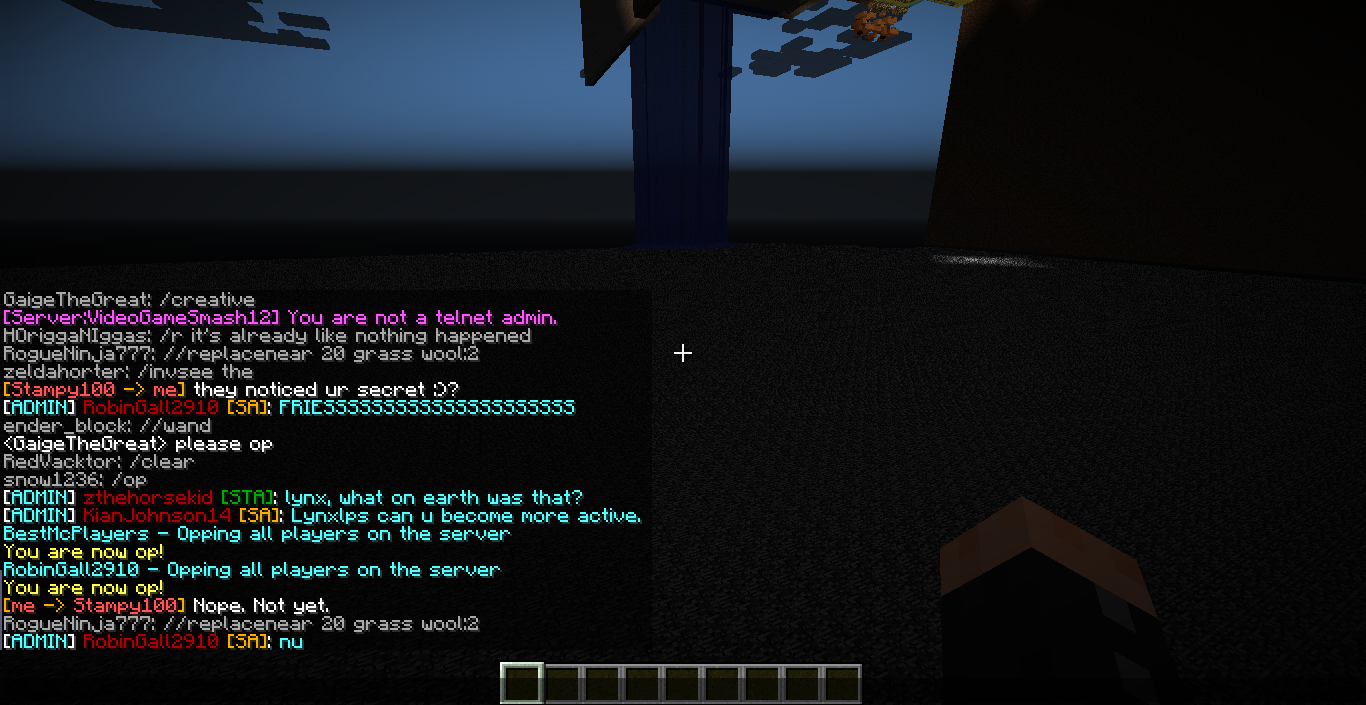 GaigeTheGreat: /creative
[Server:VideoGameSmash12] You are not a telnet admin.
HOriggaNIggas: /r it's already like nothing happened
RogueNinja777: //replacenear 20 grass wool:2
zeldahorter: /invsee the
[Stampy100 -> me] they noticed ur secret :)?
[ADMIN] RobinGall2910 [SA]: FRIESSSSSSSSSSSSSSSSSSSSS
ender_block: //wand
<GaigeTheGreat> please op
RedVacktor: /clear
snow1236: /op
[ADMIN] zthehorsekid [STA]: lynx, what on earth was that?
[ADMIN] KianJohnson14 [SA]: Lynxlps can u become more active.
BestMcPlayers - Opping all players on the server
You are now op!
RobinGall2910 - Opping all players on the server
You are now op!
[me -> Stampy100] Nope. Not yet.
RogueNinja777: //replacenear 20 grass wool:2
[ADMIN] RobinGall2910 [SA]: nu